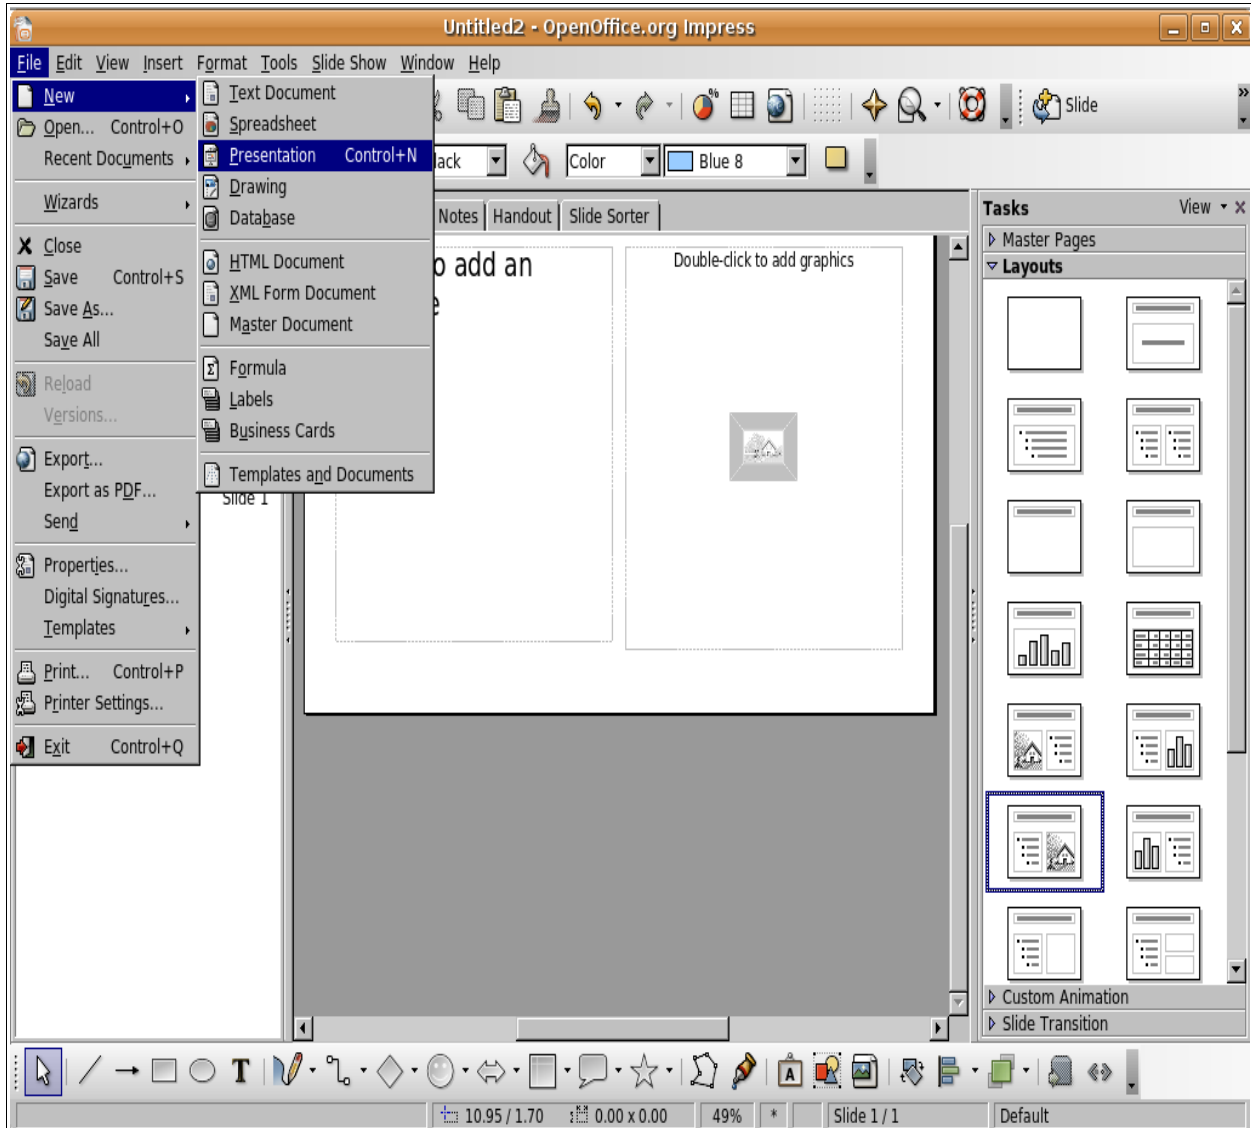 Untitled2 - OpenOffice.org Impress
File Edit View Insert Format Tools Slide Show Window Help
New
Open... Control+O
Recent Documents
Wizards
Close
Save Control+S
Save As...
Save All
Reload
Versions...
Export...
Export as PDF...
Send
Properties...
Digital Signatures...
Templates
Print... Control+P
Printer Settings...
Exit Control+Q
Text Document
Spreadsheet
Presentation Control+N
Drawing
Database
HTML Document
XML Form Document
Master Document
Formula
Labels
Business Cards
Templates and Documents
Slide
lack Color Blue 8
Notes Handout Slide Sorter
Slide 1
o add an
e
Double-click to add graphics
Tasks View
Master Pages
Layouts
Custom Animation
Slide Transition
10.95 / 1.70 0.00 x 0.00 49% * Slide 1 / 1 Default